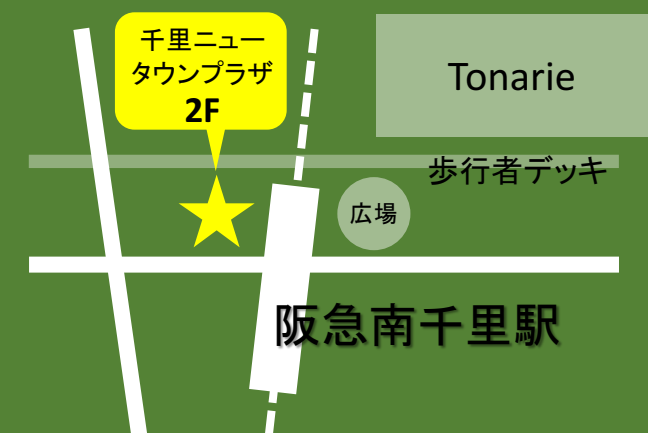 千里ニュー
タウンプラザ
2F
Tonarie
歩行者デッキ
広場
阪急南千里駅